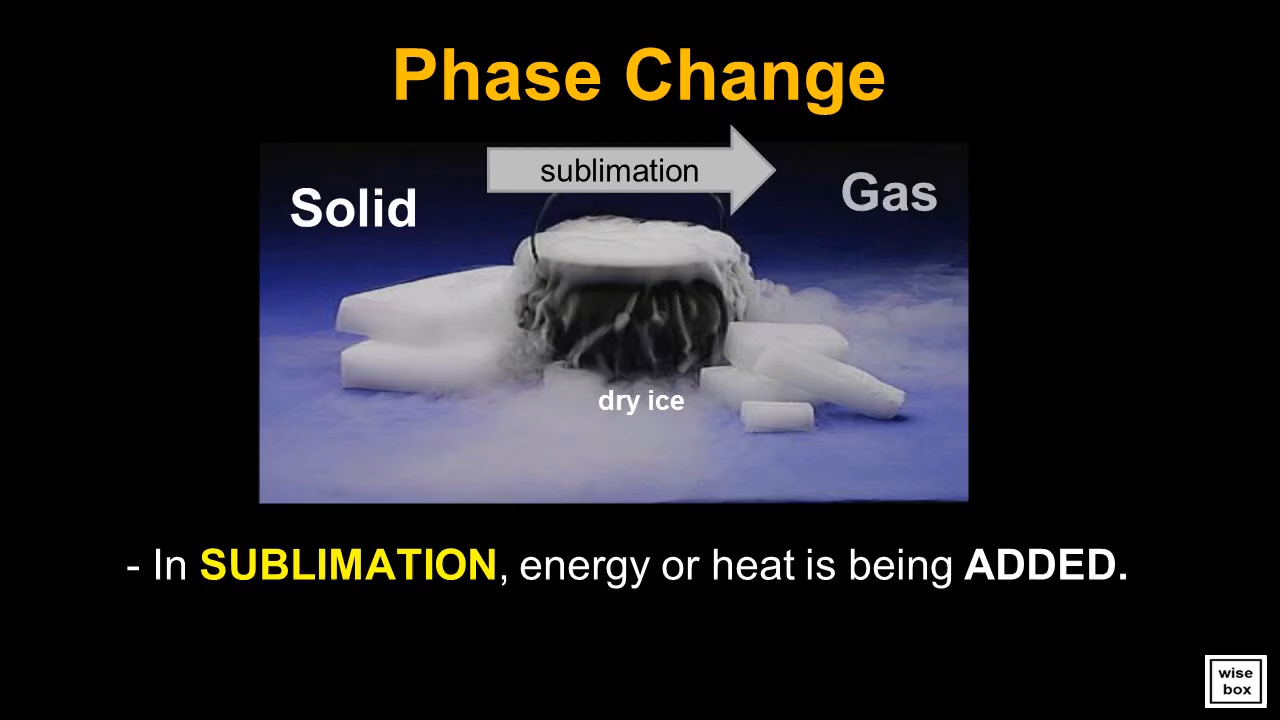 Phase Change
sublimation
Solid
Gas
dry ice
- In SUBLIMATION, energy or heat is being ADDED.
wise
box